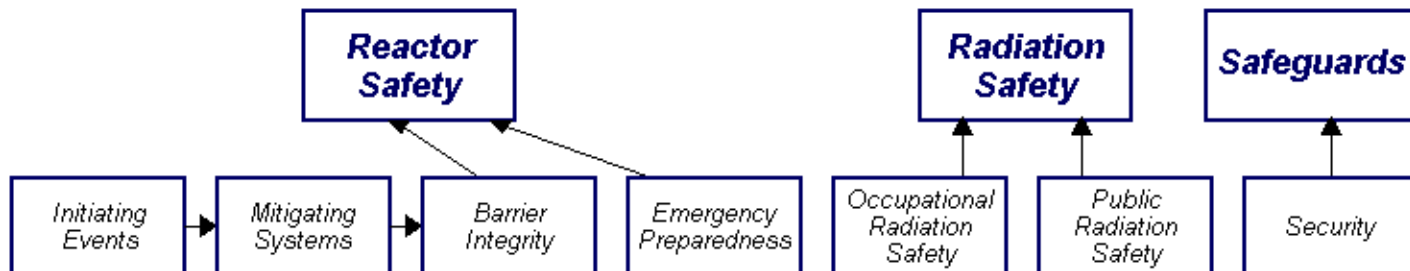 Reactor
Safety
Radiation
Safety
Safeguards
Initiating
Events
Mitigating
Systems
Barrier
Integrity
Emergency
Preparedness
Occupational
Radiation
Safety
Public
Radiation
Safety
Security